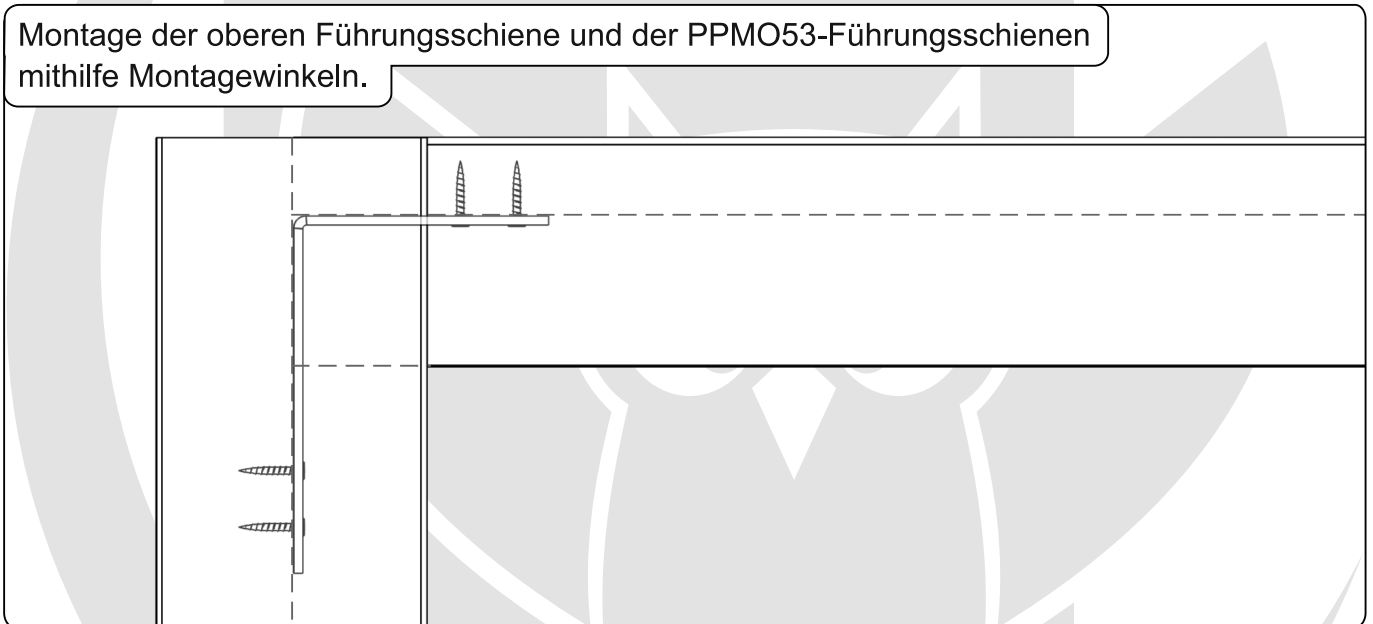 Montage der oberen Führungsschiene und der PPMO53-Führungsschienen
mithilfe Montagewinkeln.